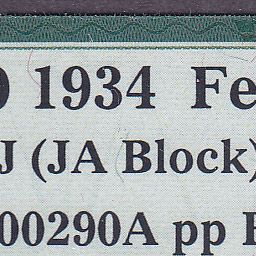 1934 Fe
J (JA Block)
00290A pp